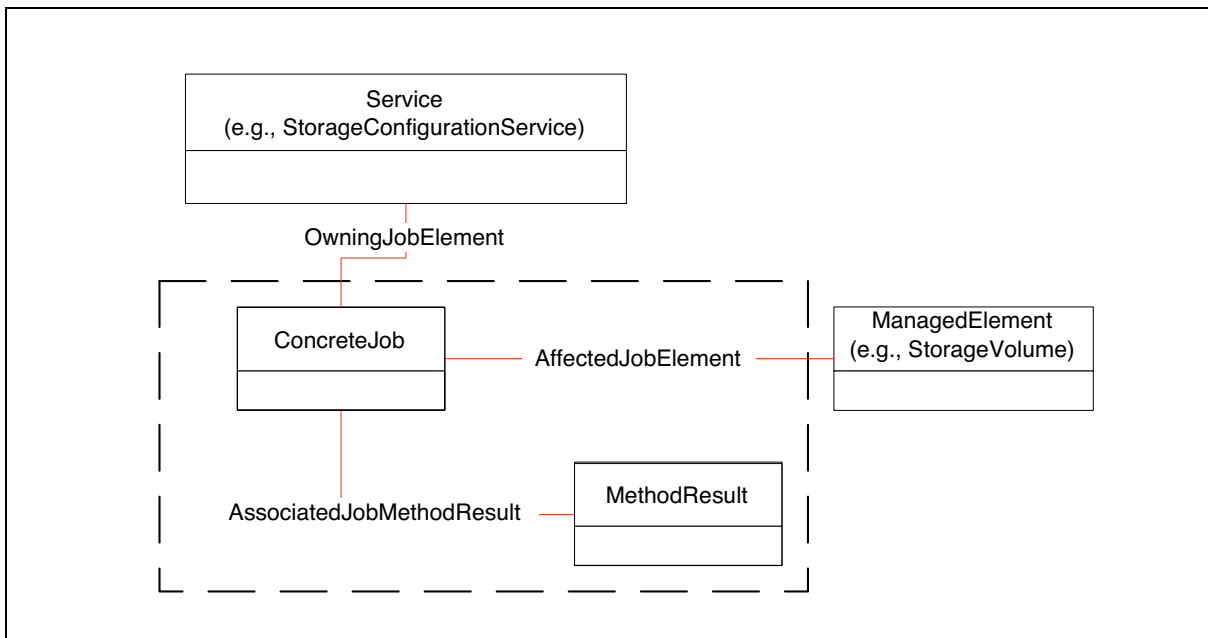 Service
(e.g., StorageConfigurationService)
OwningJobElement
ConcreteJob
AffectedJobElement
ManagedElement
(e.g., StorageVolume)
AssociatedJobMethodResult
MethodResult